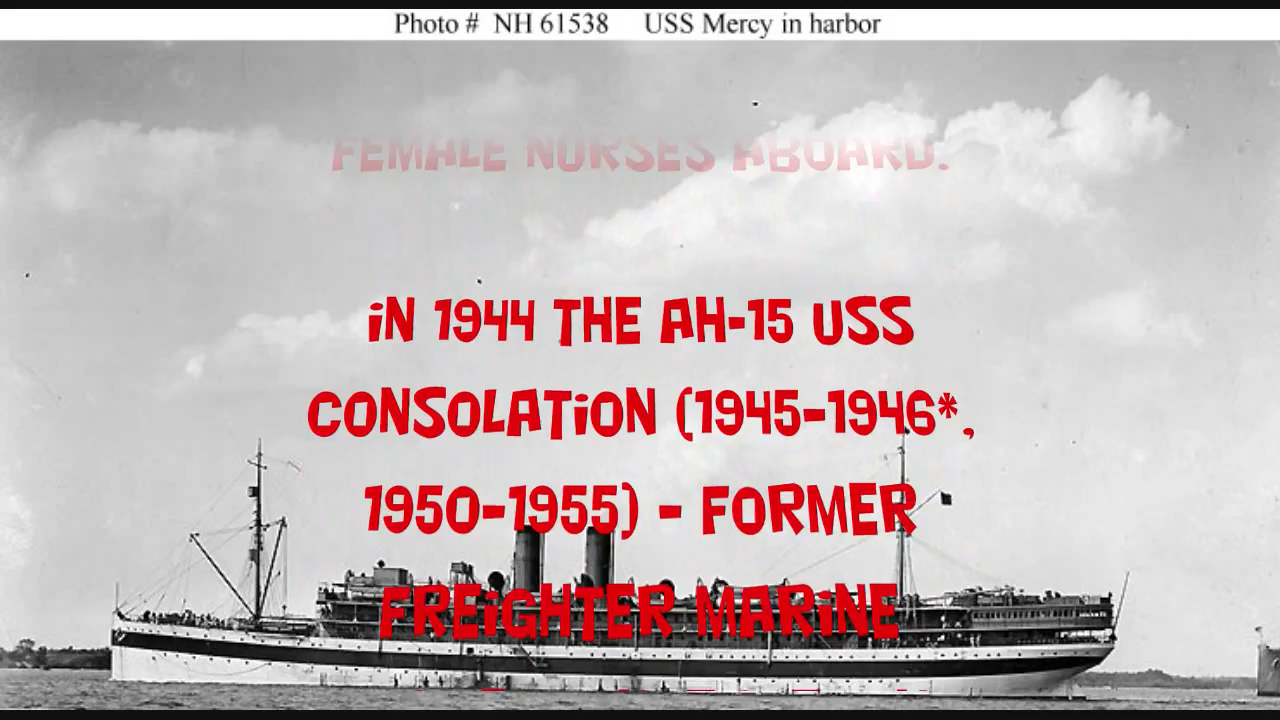 Photo # NH 61538 USS Mercy in harbor
FEMALE NURSES ABOARD.
iN 1944 THE AH-15 USS
CONSOLATiON (1945-1946*,
1950-1955) - FORMER
FREiGHTER MARiNE